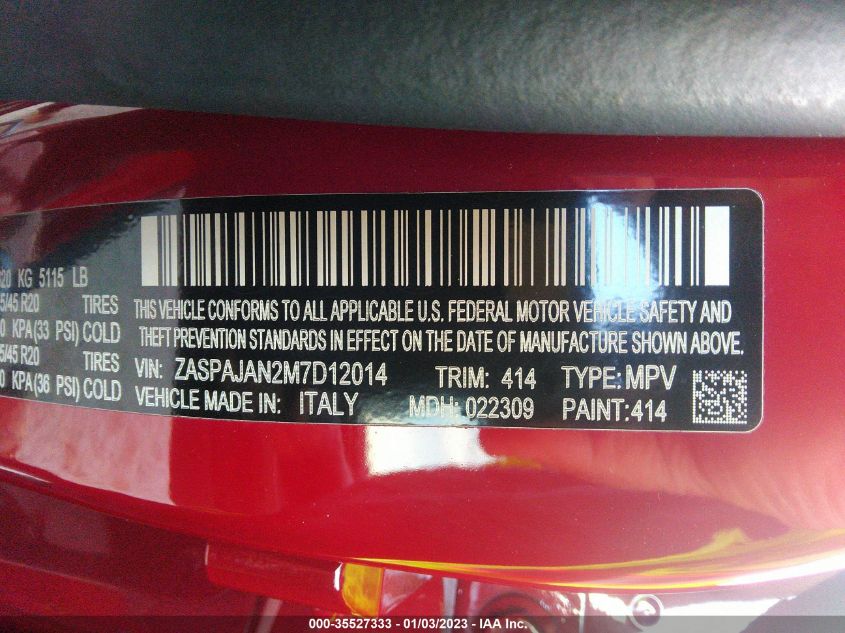 KG 5115 LB
5/45 R20 TIRES
0 KPA(33 PSI) COLD
5/45 R20 TIRES
0 KPA(36 PSI) COLD
THIS VEHICLE CONFORMS TO ALL APPLICABLE U.S. FEDERAL MOTOR VEHICLE SAFETY AND
THEFT PREVENTION STANDARDS IN EFFECT ON THE DATE OF MANUFACTURE SHOWN ABOVE.
VIN: ZASPAJAN2M7D12014 TRIM: 414 TYPE: MPV
VEHICLE MADE IN: ITALY MDH: 022309 PAINT:414
000-35527333 - 01/03/2023 - Copyright © IAA, Inc.